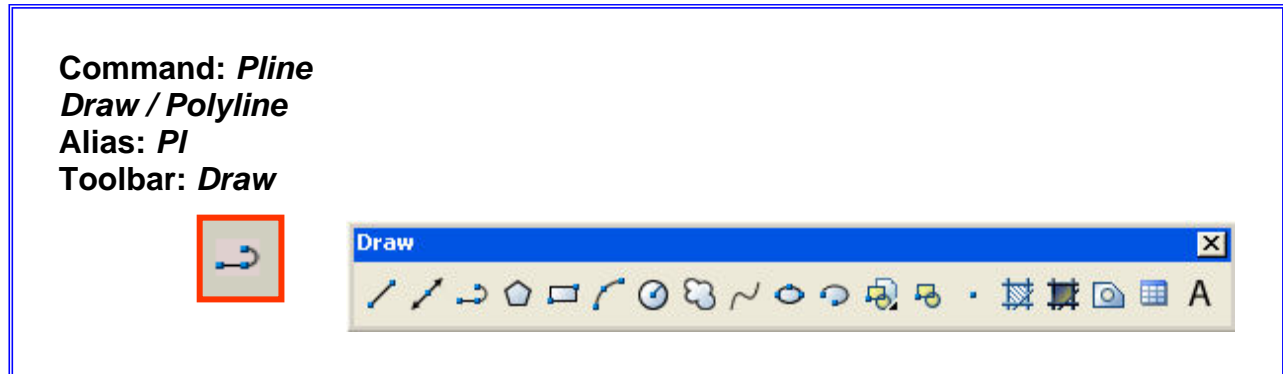 Command: Pline
Draw / Polyline
Alias: Pl
Toolbar: Draw
Draw
A